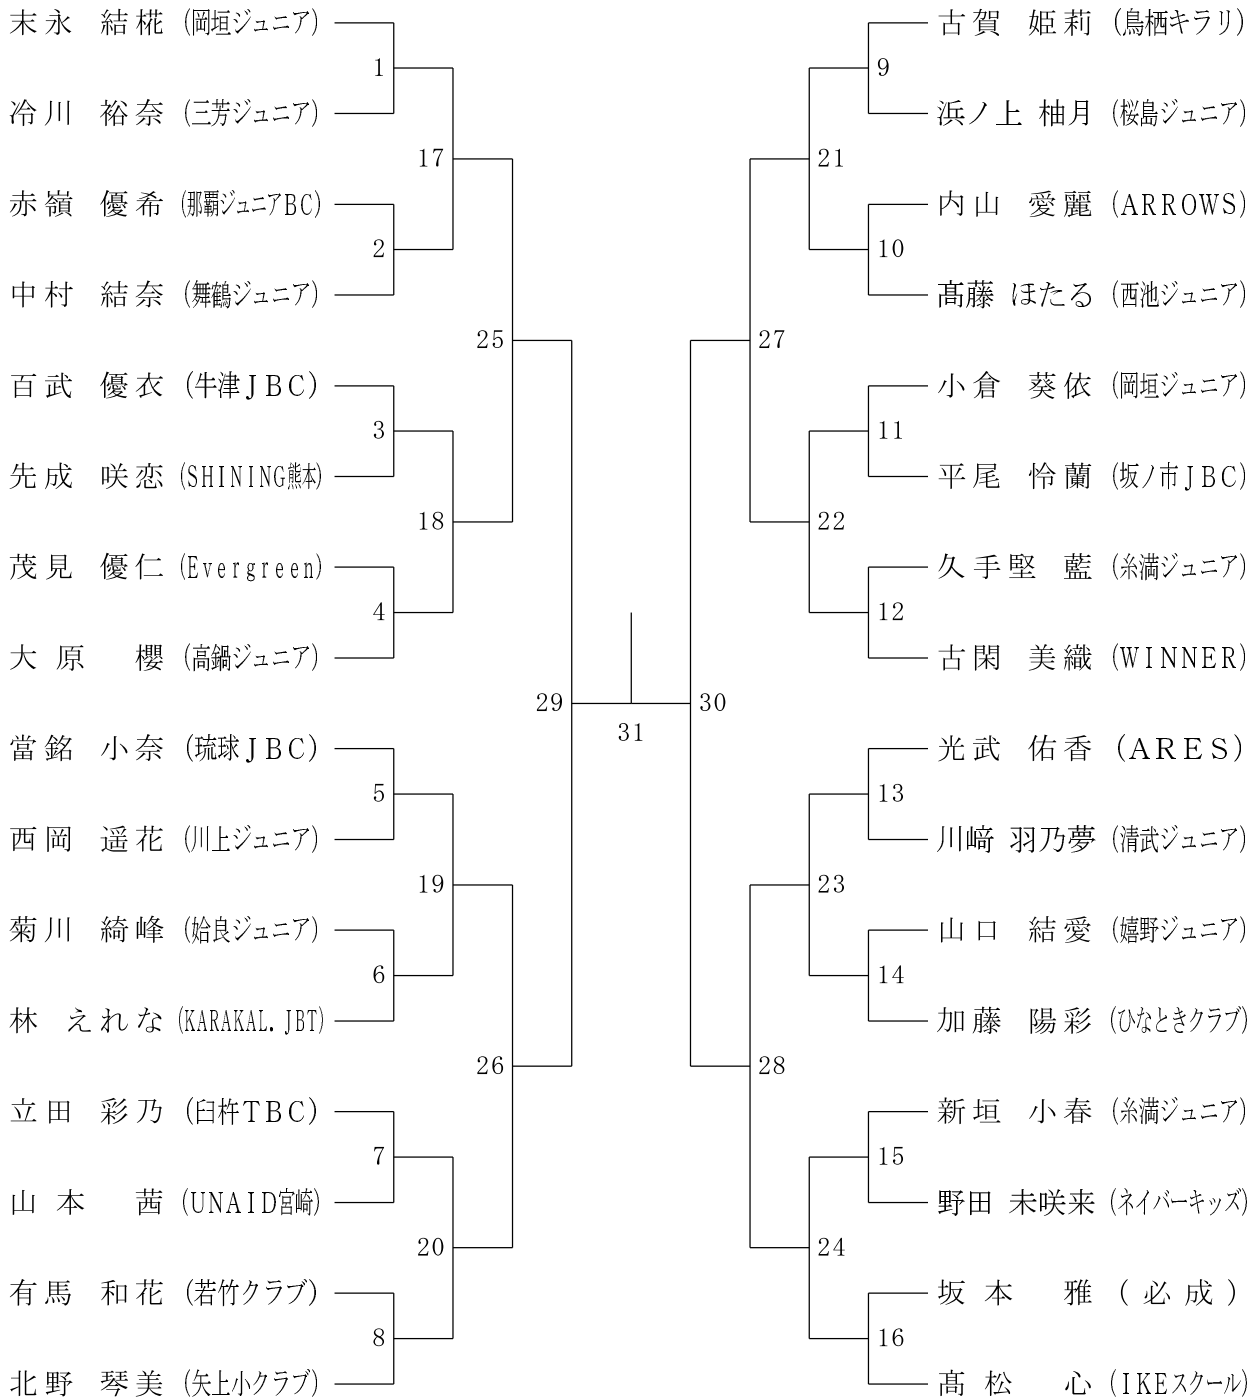 末永 結椛 (岡垣ジュニア)
1
冷川 裕奈 (三芳ジュニア)
17
赤嶺 優希 (那覇ジュニアBC)
2
中村 結奈 (舞鶴ジュニア)
25
百武 優衣 (牛津JBC)
3
先成 咲恋 (SHINING熊本)
18
茂見 優仁 (Evergreen)
4
大原 櫻 (高鍋ジュニア)
29
當銘 小奈 (琉球JBC)
5
西岡 遥花 (川上ジュニア)
19
菊川 綺峰 (姶良ジュニア)
6
林 えれな (KARAKAL.JBT)
26
立田 彩乃 (臼杵TBC)
7
山本 茜 (UNAID宮崎)
20
有馬 和花 (若竹クラブ)
8
北野 琴美 (矢上小クラブ)
31
古賀 姫莉 (鳥栖キラリ)
9
浜ノ上 柚月 (桜島ジュニア)
21
内山 愛麗 (ARROWS)
10
髙藤 ほたる (西池ジュニア)
27
小倉 葵依 (岡垣ジュニア)
11
平尾 怜蘭 (坂ノ市JBC)
22
久手堅 藍 (糸満ジュニア)
12
古閑 美織 (WINNER)
30
光武 佑香 (ARES)
13
川﨑 羽乃夢 (清武ジュニア)
23
山口 結愛 (嬉野ジュニア)
14
加藤 陽彩 (ひなときクラブ)
28
新垣 小春 (糸満ジュニア)
15
野田 未咲来 (ネイバーキッズ)
24
坂本 雅 (必成)
16
髙松 心 (IKEスクール)